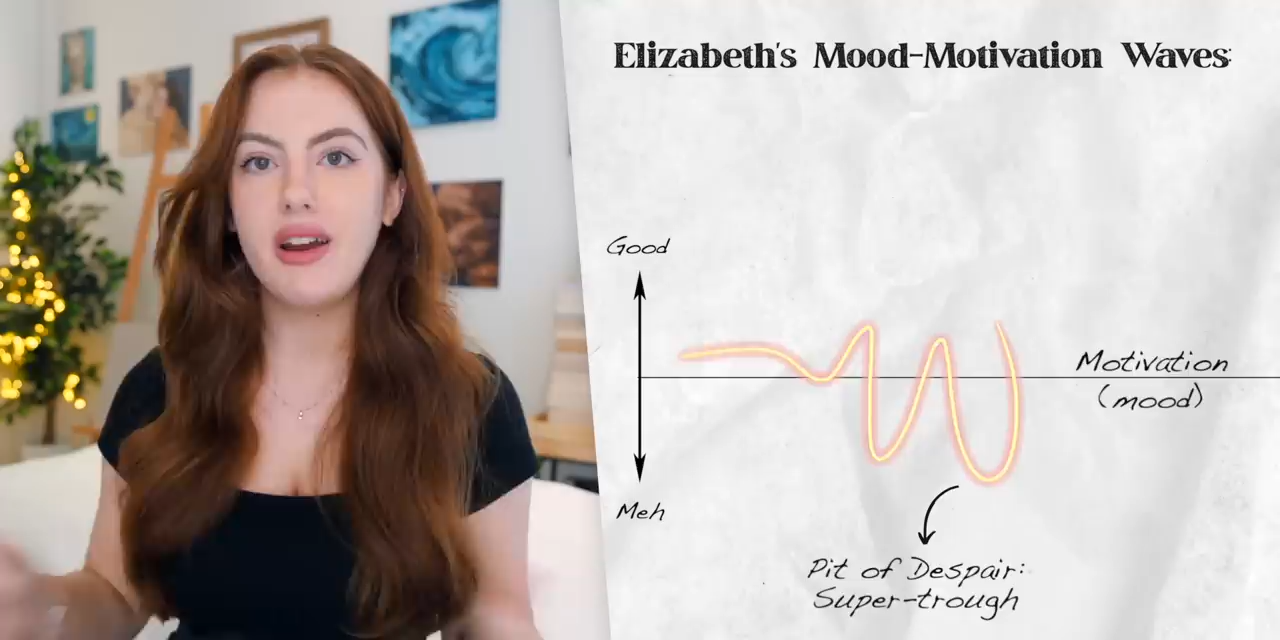 Elizabeth's Mood-Motivation Waves:
Good
Motivation
(mood)
Meh
Pit of Despair:
Super-trough